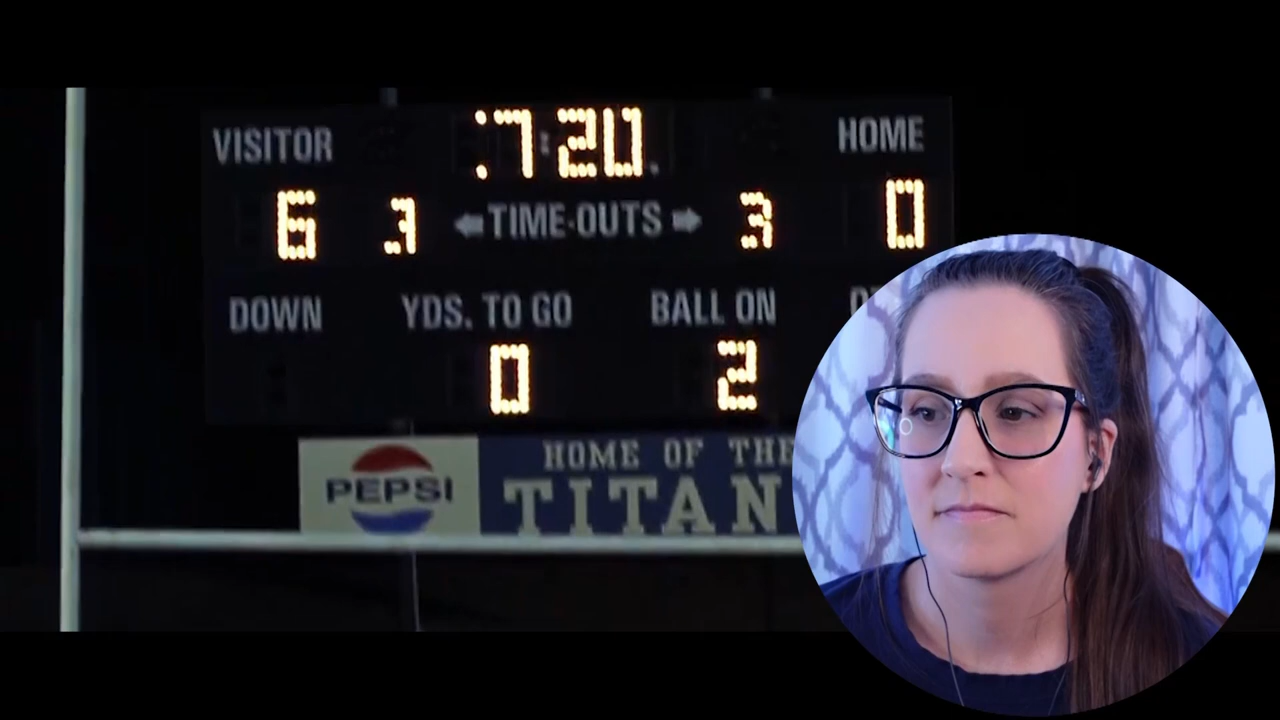 VISITOR 7:20 HOME
6 3 TIME·OUTS 3 0
DOWN YDS. TO GO BALL ON
0 2
PEPSI
HOME OF THE
TITAN